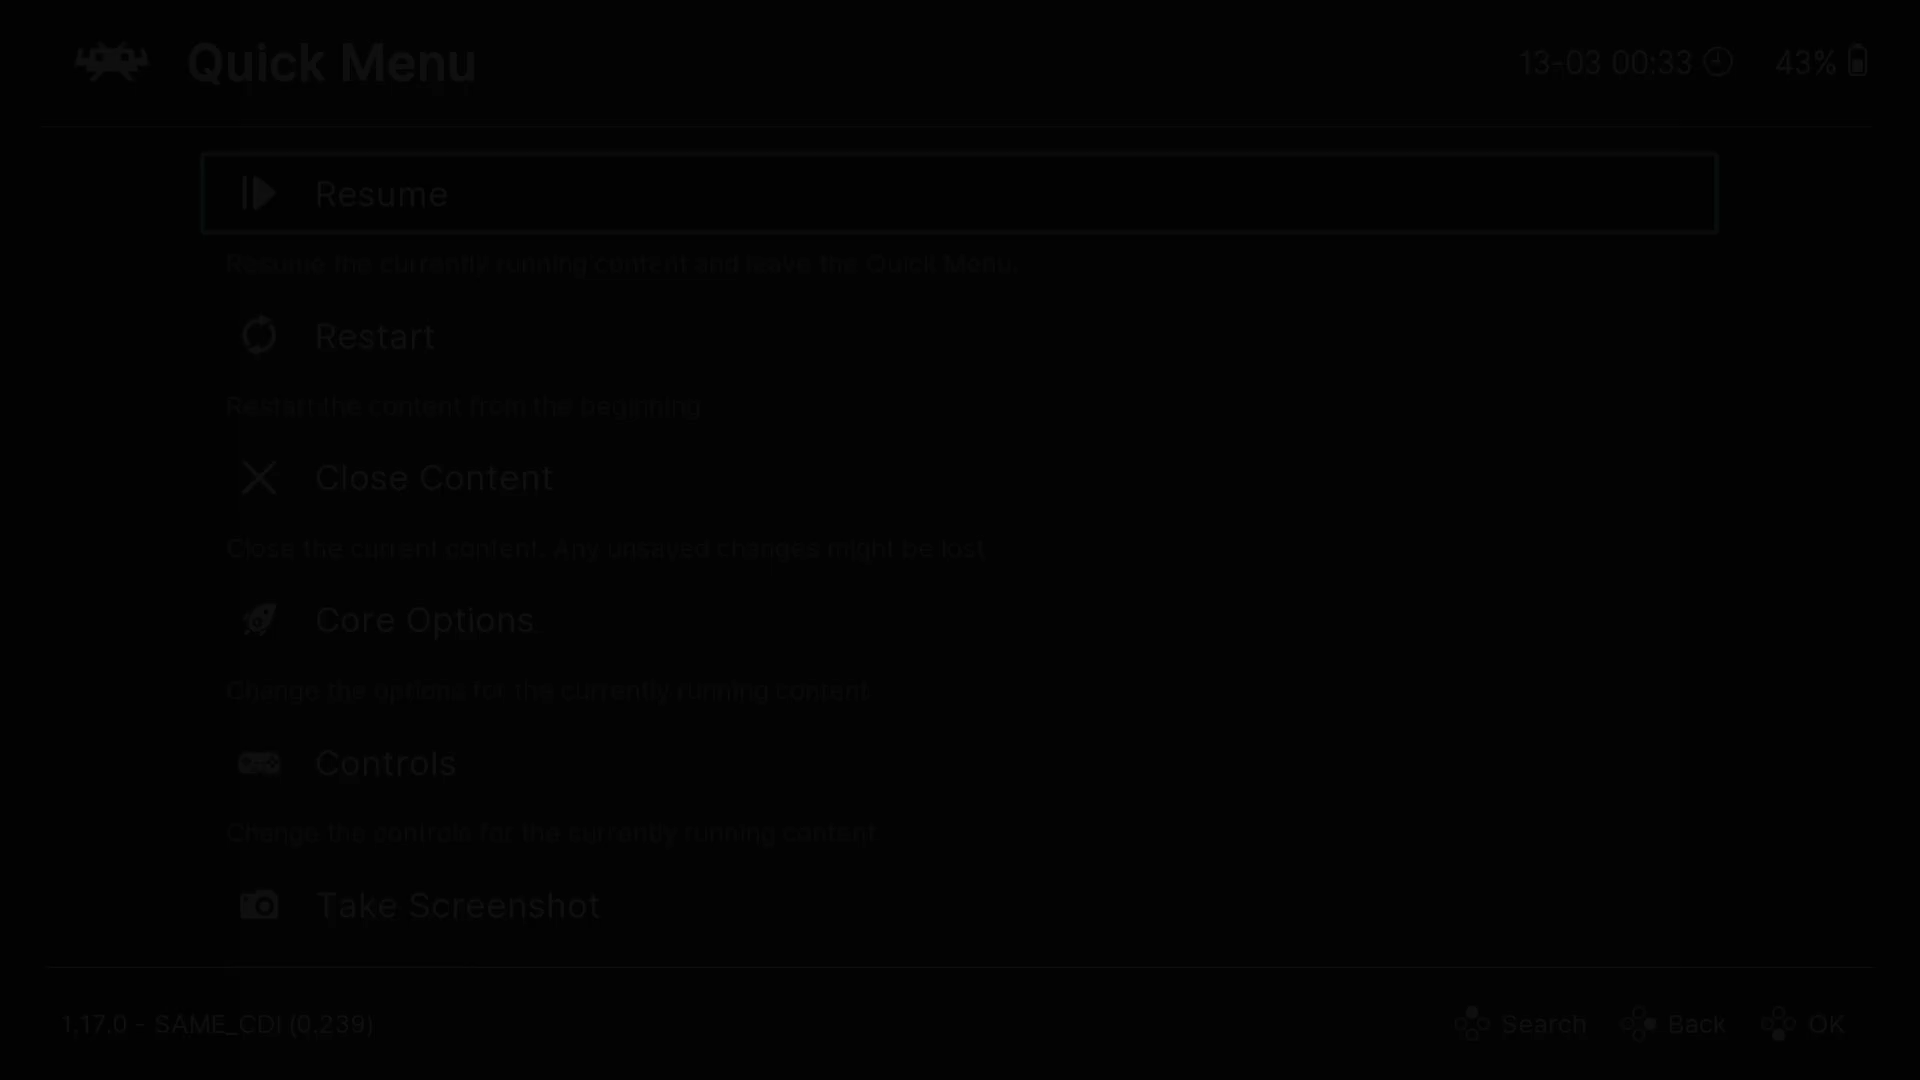 Quick Menu
13-03 00:33
43%
Resume
Resume the currently running content and leave the Quick Menu.
Restart
Restart the content from the beginning.
Close Content
Close the current content. Any unsaved changes might be lost.
Core Options
Change the options for the currently running content.
Controls
Change the controls for the currently running content.
Take Screenshot
1.17.0 - SAME_CDI (0.239)
Search
Back
OK